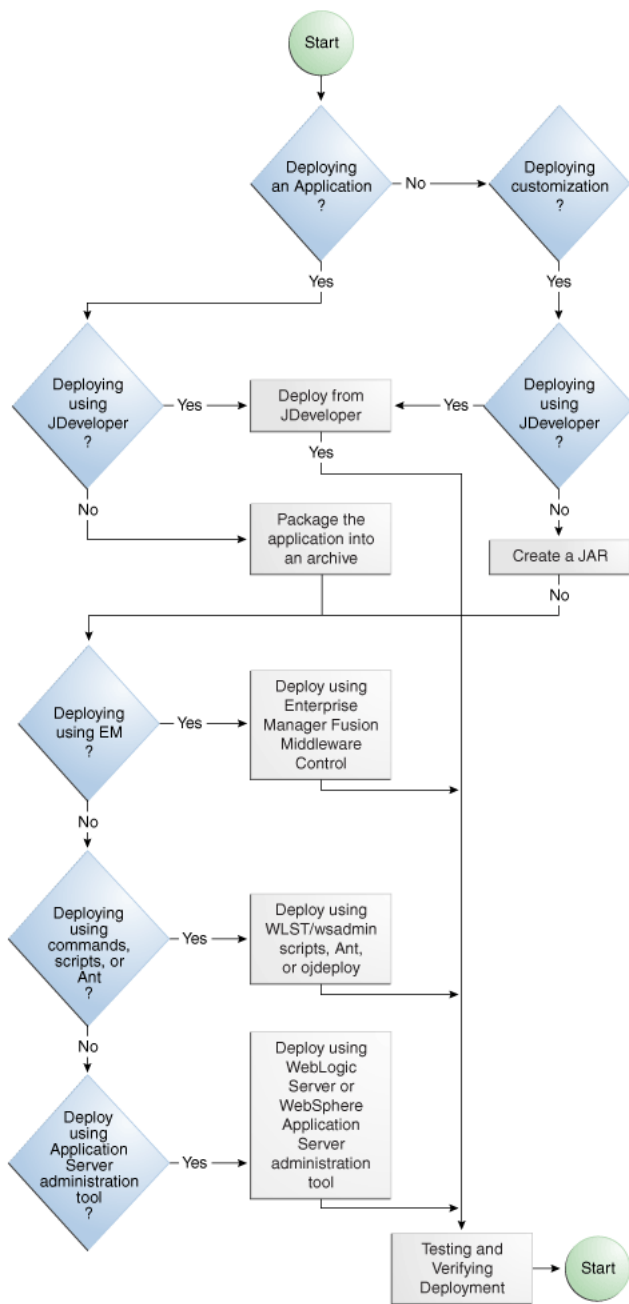 Start
Deploying
an Application
?
No
Deploying
customization
?
Yes
Yes
Deploying
using
JDeveloper
?
Yes
Deploy from
JDeveloper
Yes
Deploying
using
JDeveloper
?
Yes
No
No
Package the
application into
an archive
Create a JAR
No
Deploying
using EM
?
Yes
Deploy using
Enterprise
Manager Fusion
Middleware
Control
No
Deploying
using
commands,
scripts, or
Ant
?
Yes
Deploy using
WLST/wsadmin
scripts, Ant,
or ojdeploy
No
Deploy
using
Application
Server
administration
tool
?
Yes
Deploy using
WebLogic
Server or
WebSphere
Application
Server
administration
tool
Testing and
Verifying
Deployment
Start